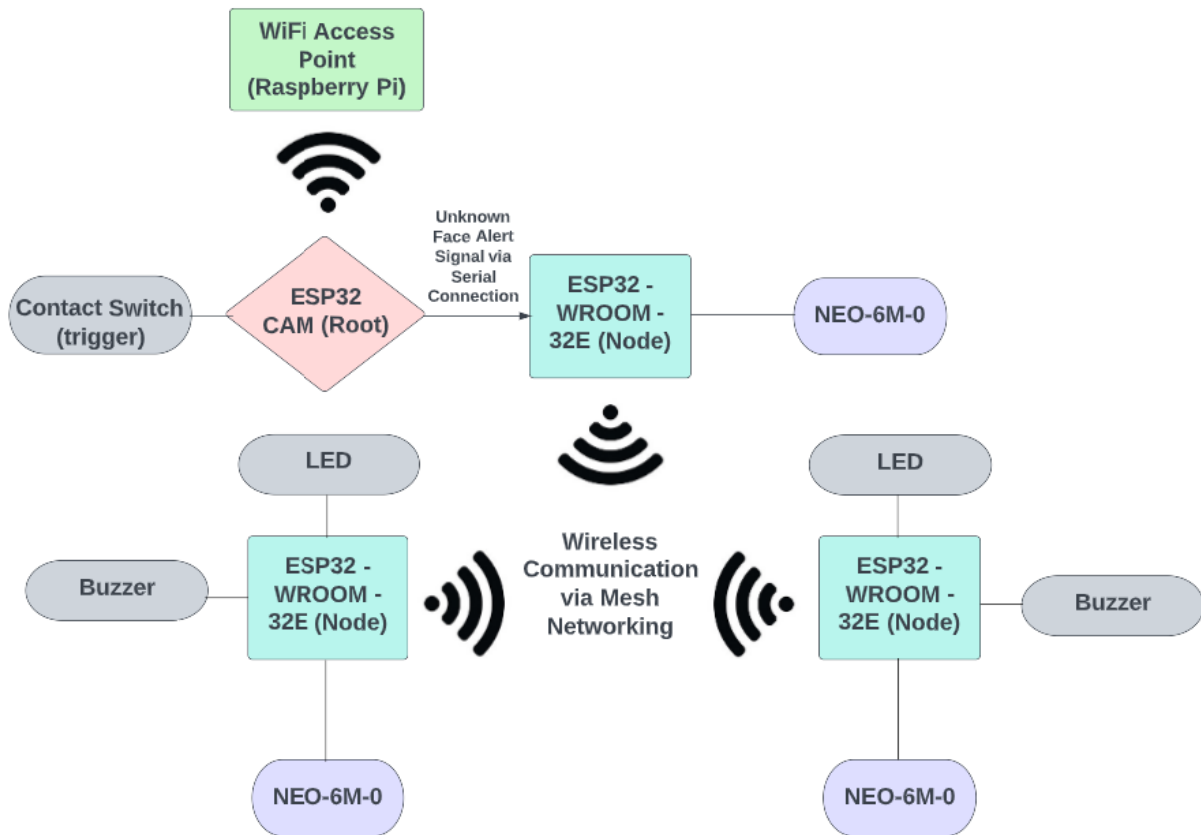 WiFi Access
Point
(Raspberry Pi)
Unknown
Face Alert
Signal via
Serial
Connection
Contact Switch
(trigger)
ESP32
CAM (Root)
ESP32 -
WROOM -
32E (Node)
NEO-6M-0
LED
LED
Buzzer
ESP32 -
WROOM -
32E (Node)
Wireless
Communication
via Mesh
Networking
ESP32 -
WROOM -
32E (Node)
Buzzer
NEO-6M-0
NEO-6M-0